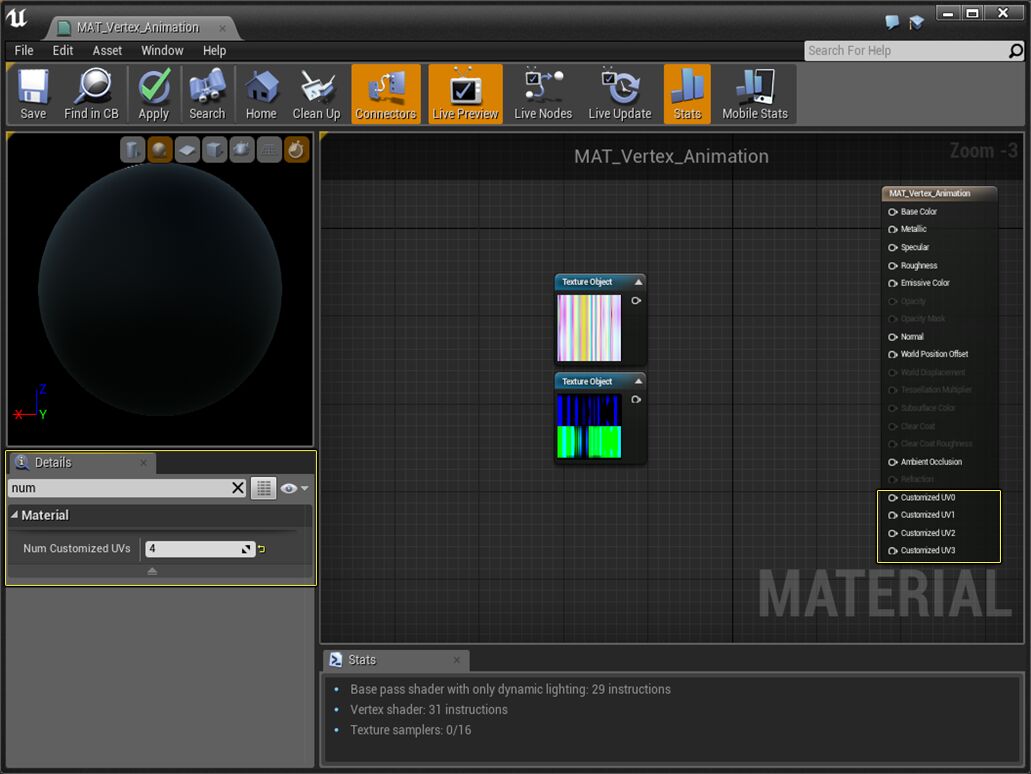 MAT_Vertex_Animation
File Edit Asset Window Help
Search For Help
Save Find in CB Apply Search Home Clean Up Connectors Live Preview Live Nodes Live Update Stats Mobile Stats
MAT_Vertex_Animation
Zoom -3
Z
X
Y
MAT_Vertex_Animation
Base Color
Metallic
Specular
Roughness
Emissive Color
Opacity
Opacity Mask
Normal
World Position Offset
World Displacement
Tessellation Multiplier
Subsurface Color
Clear Coat
Clear Coat Roughness
Ambient Occlusion
Refraction
Customized UV0
Customized UV1
Customized UV2
Customized UV3
Texture Object
Texture Object
MATERIAL
Details
num
Material
Num Customized UVs 4
Stats
Base pass shader with only dynamic lighting: 29 instructions
Vertex shader: 31 instructions
Texture samplers: 0/16